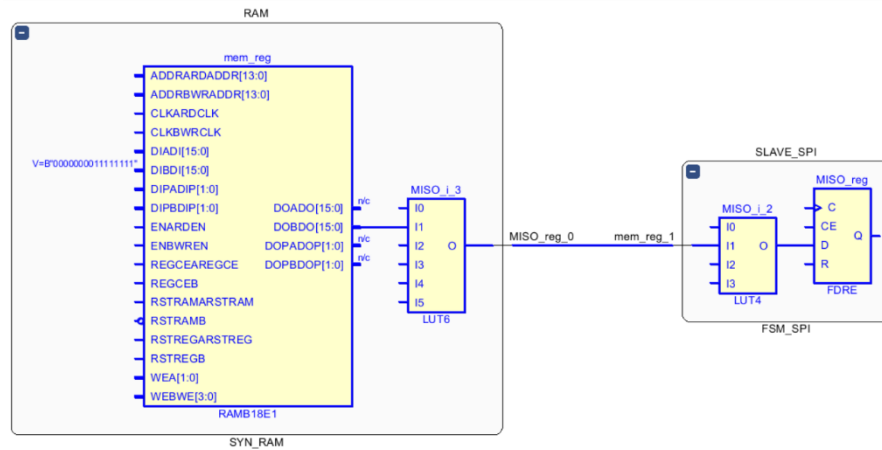 RAM
mem_reg
ADDRARDADDR[13:0]
ADDRBWRADDR[13:0]
CLKARDCLK
CLKBWRCLK
DIADI[15:0]
V=B"0000000011111111"
DIBDI[15:0]
DIPADIP[1:0]
DIPBDIP[1:0]
ENARDEN
ENBWREN
REGCEAREGCE
REGCEB
RSTRAMARSTRAM
RSTRAMB
RSTREGARSTREG
RSTREGB
WEA[1:0]
WEBWE[3:0]
DOADO[15:0]
n/c
DOBDO[15:0]
DOPADOP[1:0]
n/c
DOPBDOP[1:0]
n/c
RAMB18E1
MISO_i_3
I0
I1
I2
I3
I4
I5
O
LUT6
SYN_RAM
MISO_reg_0
mem_reg_1
SLAVE_SPI
MISO_i_2
I0
I1
I2
I3
O
LUT4
MISO_reg
C
CE
D
R
Q
FDRE
FSM_SPI